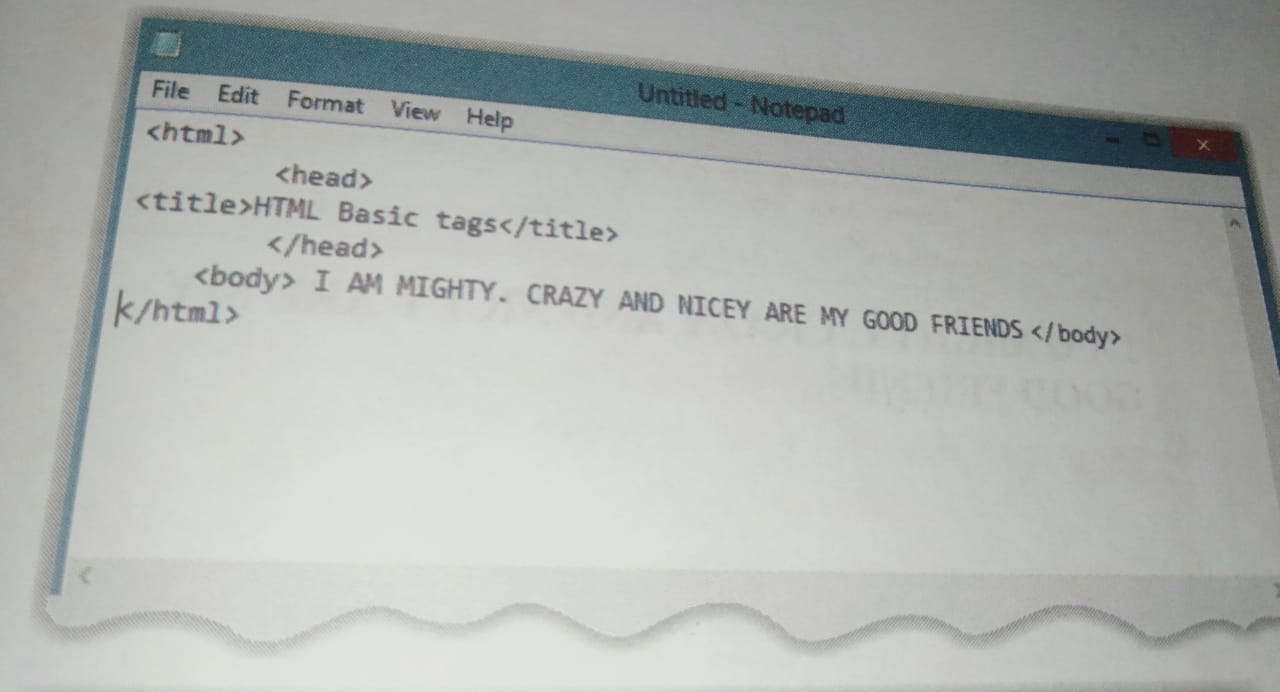 Untitled - Notepad
File Edit Format View Help
<html>
<head>
<title>HTML Basic tags</title>
</head>
<body> I AM MIGHTY. CRAZY AND NICEY ARE MY GOOD FRIENDS </body>
</html>